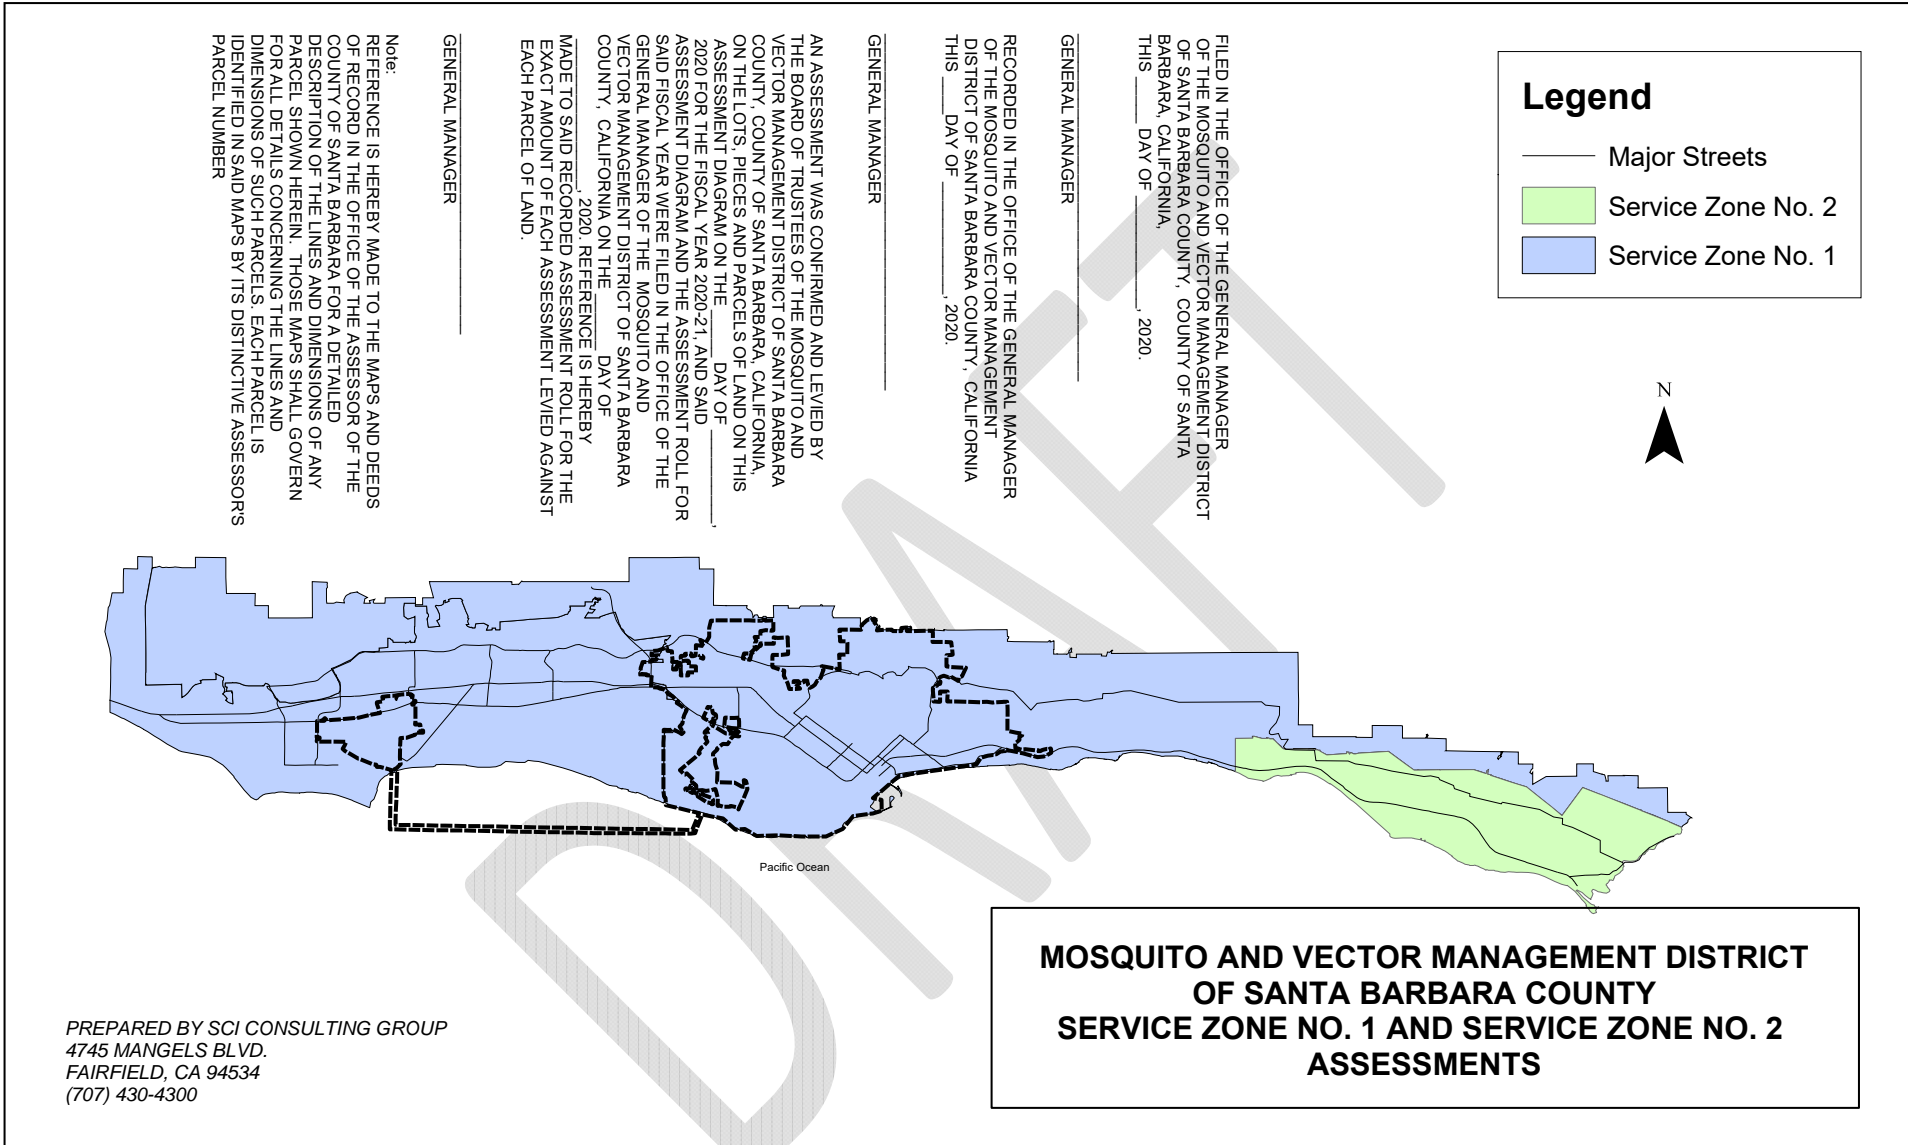 FILED IN THE OFFICE OF THE GENERAL MANAGER
OF THE MOSQUITO AND VECTOR MANAGEMENT DISTRICT
OF SANTA BARBARA COUNTY, COUNTY OF SANTA
BARBARA, CALIFORNIA,
THIS ______ DAY OF ____________, 2020.
GENERAL MANAGER
RECORDED IN THE OFFICE OF THE GENERAL MANAGER
OF THE MOSQUITO AND VECTOR MANAGEMENT
DISTRICT OF SANTA BARBARA COUNTY, CALIFORNIA
THIS _____ DAY OF ____________, 2020.
GENERAL MANAGER
AN ASSESSMENT WAS CONFIRMED AND LEVIED BY
THE BOARD OF TRUSTEES OF THE MOSQUITO AND
VECTOR MANAGEMENT DISTRICT OF SANTA BARBARA
COUNTY, COUNTY OF SANTA BARBARA, CALIFORNIA,
ON THE LOTS, PIECES AND PARCELS OF LAND ON THIS
ASSESSMENT DIAGRAM ON THE _____ DAY OF __________,
2020 FOR THE FISCAL YEAR 2020-21, AND SAID
ASSESSMENT DIAGRAM AND THE ASSESSMENT ROLL FOR
SAID FISCAL YEAR WERE FILED IN THE OFFICE OF THE
GENERAL MANAGER OF THE MOSQUITO AND
VECTOR MANAGEMENT DISTRICT OF SANTA BARBARA
COUNTY, CALIFORNIA ON THE ______ DAY OF
________________, 2020. REFERENCE IS HEREBY
MADE TO SAID RECORDED ASSESSMENT ROLL FOR THE
EXACT AMOUNT OF EACH ASSESSMENT LEVIED AGAINST
EACH PARCEL OF LAND.
GENERAL MANAGER
Note:
REFERENCE IS HEREBY MADE TO THE MAPS AND DEEDS
OF RECORD IN THE OFFICE OF THE ASSESSOR OF THE
COUNTY OF SANTA BARBARA FOR A DETAILED
DESCRIPTION OF THE LINES AND DIMENSIONS OF ANY
PARCEL SHOWN HEREIN. THOSE MAPS SHALL GOVERN
FOR ALL DETAILS CONCERNING THE LINES AND
DIMENSIONS OF SUCH PARCELS. EACH PARCEL IS
IDENTIFIED IN SAID MAPS BY ITS DISTINCTIVE ASSESSOR'S
PARCEL NUMBER
Legend
Major Streets
Service Zone No. 2
Service Zone No. 1
N
DRAFT
Pacific Ocean
MOSQUITO AND VECTOR MANAGEMENT DISTRICT
OF SANTA BARBARA COUNTY
SERVICE ZONE NO. 1 AND SERVICE ZONE NO. 2
ASSESSMENTS
PREPARED BY SCI CONSULTING GROUP
4745 MANGELS BLVD.
FAIRFIELD, CA 94534
(707) 430-4300